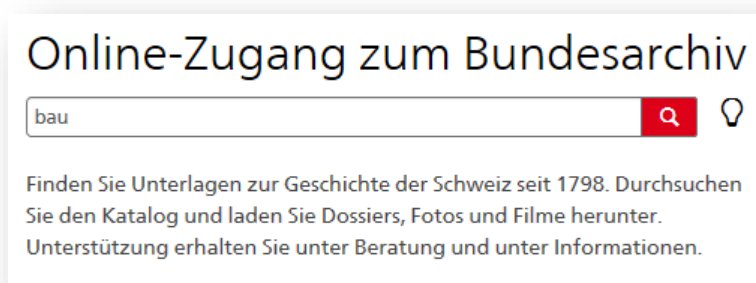 Online-Zugang zum Bundesarchiv
bau
Finden Sie Unterlagen zur Geschichte der Schweiz seit 1798. Durchsuchen
Sie den Katalog und laden Sie Dossiers, Fotos und Filme herunter.
Unterstützung erhalten Sie unter Beratung und unter Informationen.